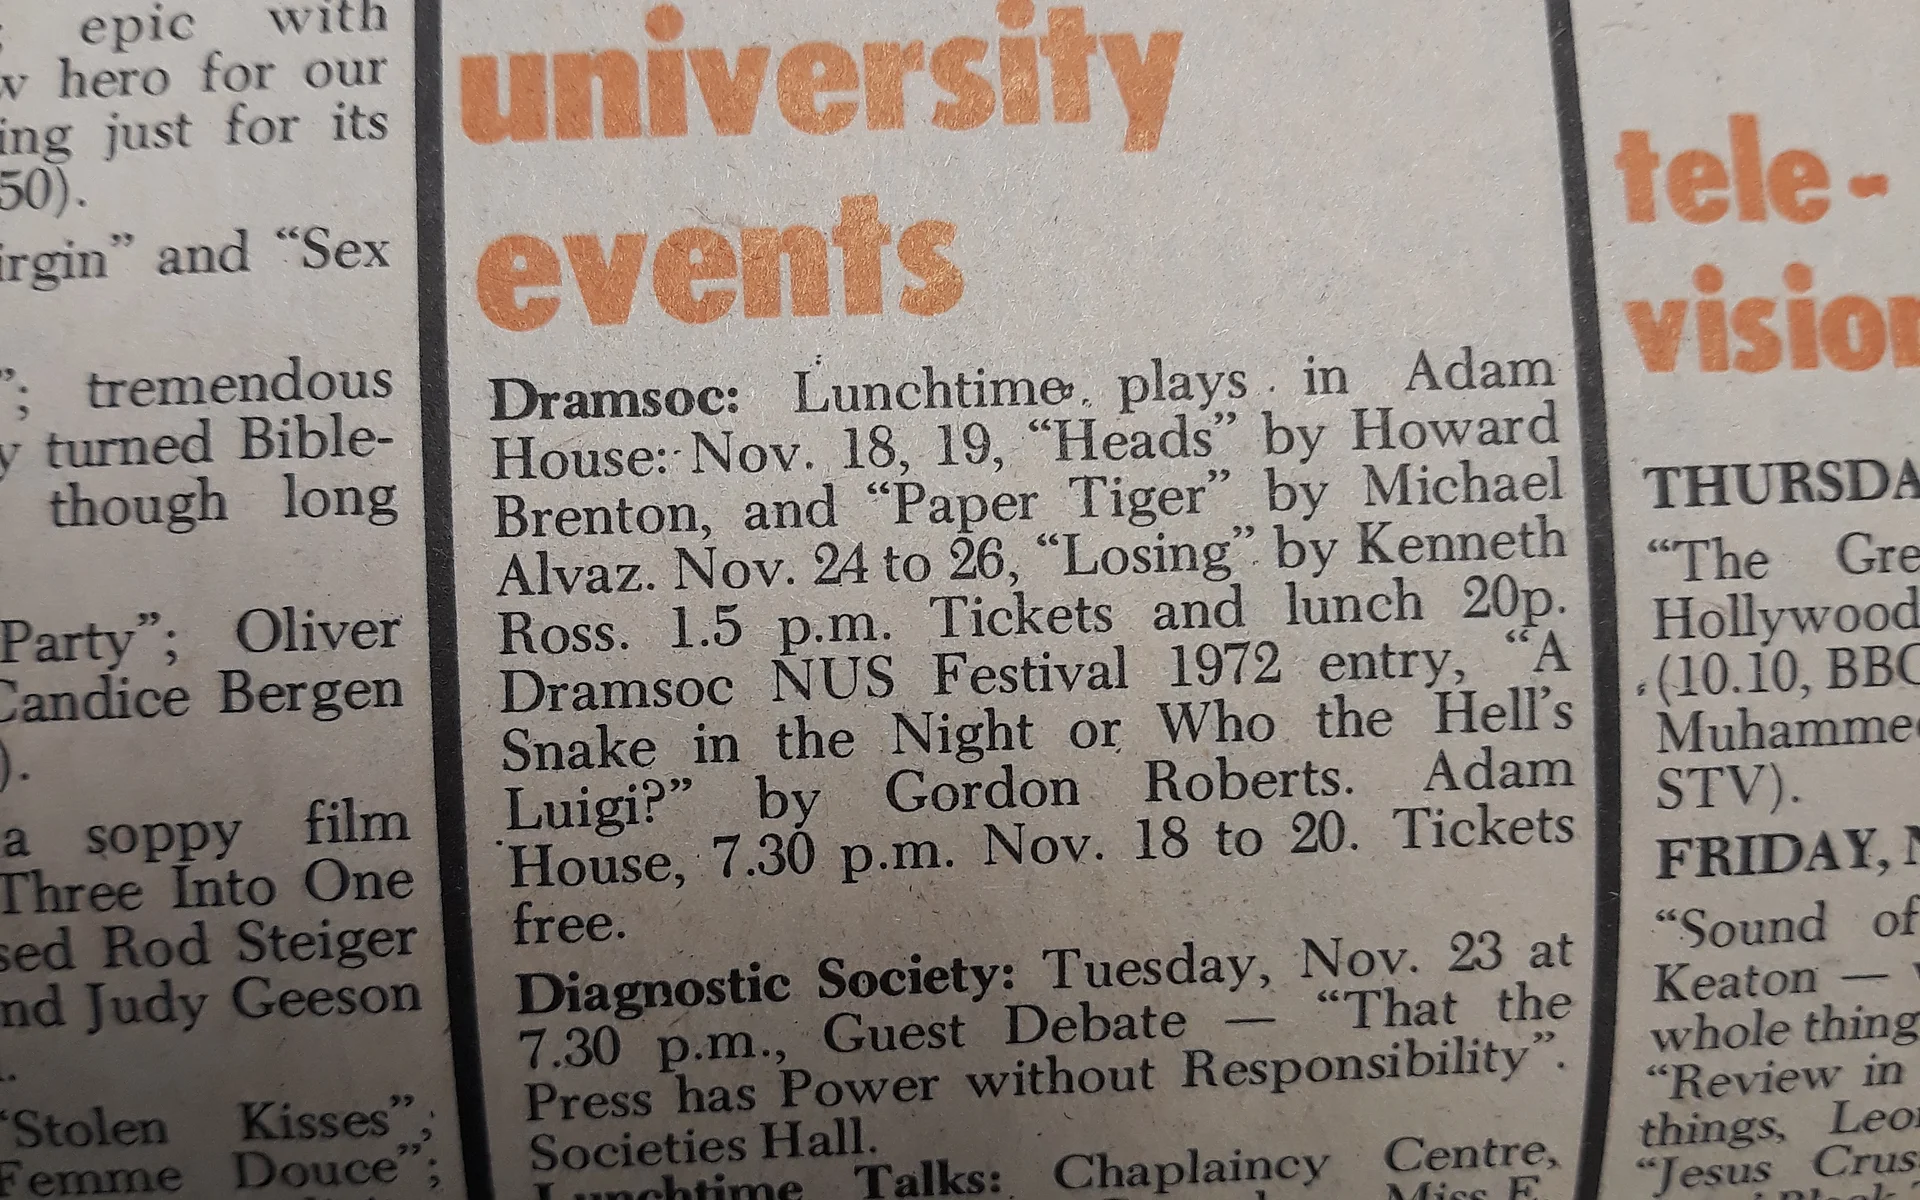 epic with
hero for our
just for its
50).
and “Sex
tremendous
turned Bible-
though long
Party”; Oliver
Candice Bergen
).
a soppy film
Three Into One
Rod Steiger
Judy Geeson
“Stolen Kisses”;
Femme Douce”;
university
events
Dramsoc: Lunchtime plays in Adam
House: Nov. 18, 19, “Heads” by Howard
Brenton, and “Paper Tiger” by Michael
Alvaz. Nov. 24 to 26, “Losing” by Kenneth
Ross. 1.5 p.m. Tickets and lunch 20p.
Dramsoc NUS Festival 1972 entry, “A
Snake in the Night or Who the Hell’s
Luigi?” by Gordon Roberts. Adam
House, 7.30 p.m. Nov. 18 to 20. Tickets
free.
Diagnostic Society: Tuesday, Nov. 23 at
7.30 p.m., Guest Debate — “That the
Press has Power without Responsibility”.
Societies Hall.
Lunchtime Talks: Chaplaincy Centre,
Miss E.
tele-
vision
THURSDA
“The Gre
Hollywood
(10.10, BBC
Muhammed
STV).
FRIDAY, N
“Sound of
Keaton —
whole thing
“Review in
things, Leon
“Jesus Crus